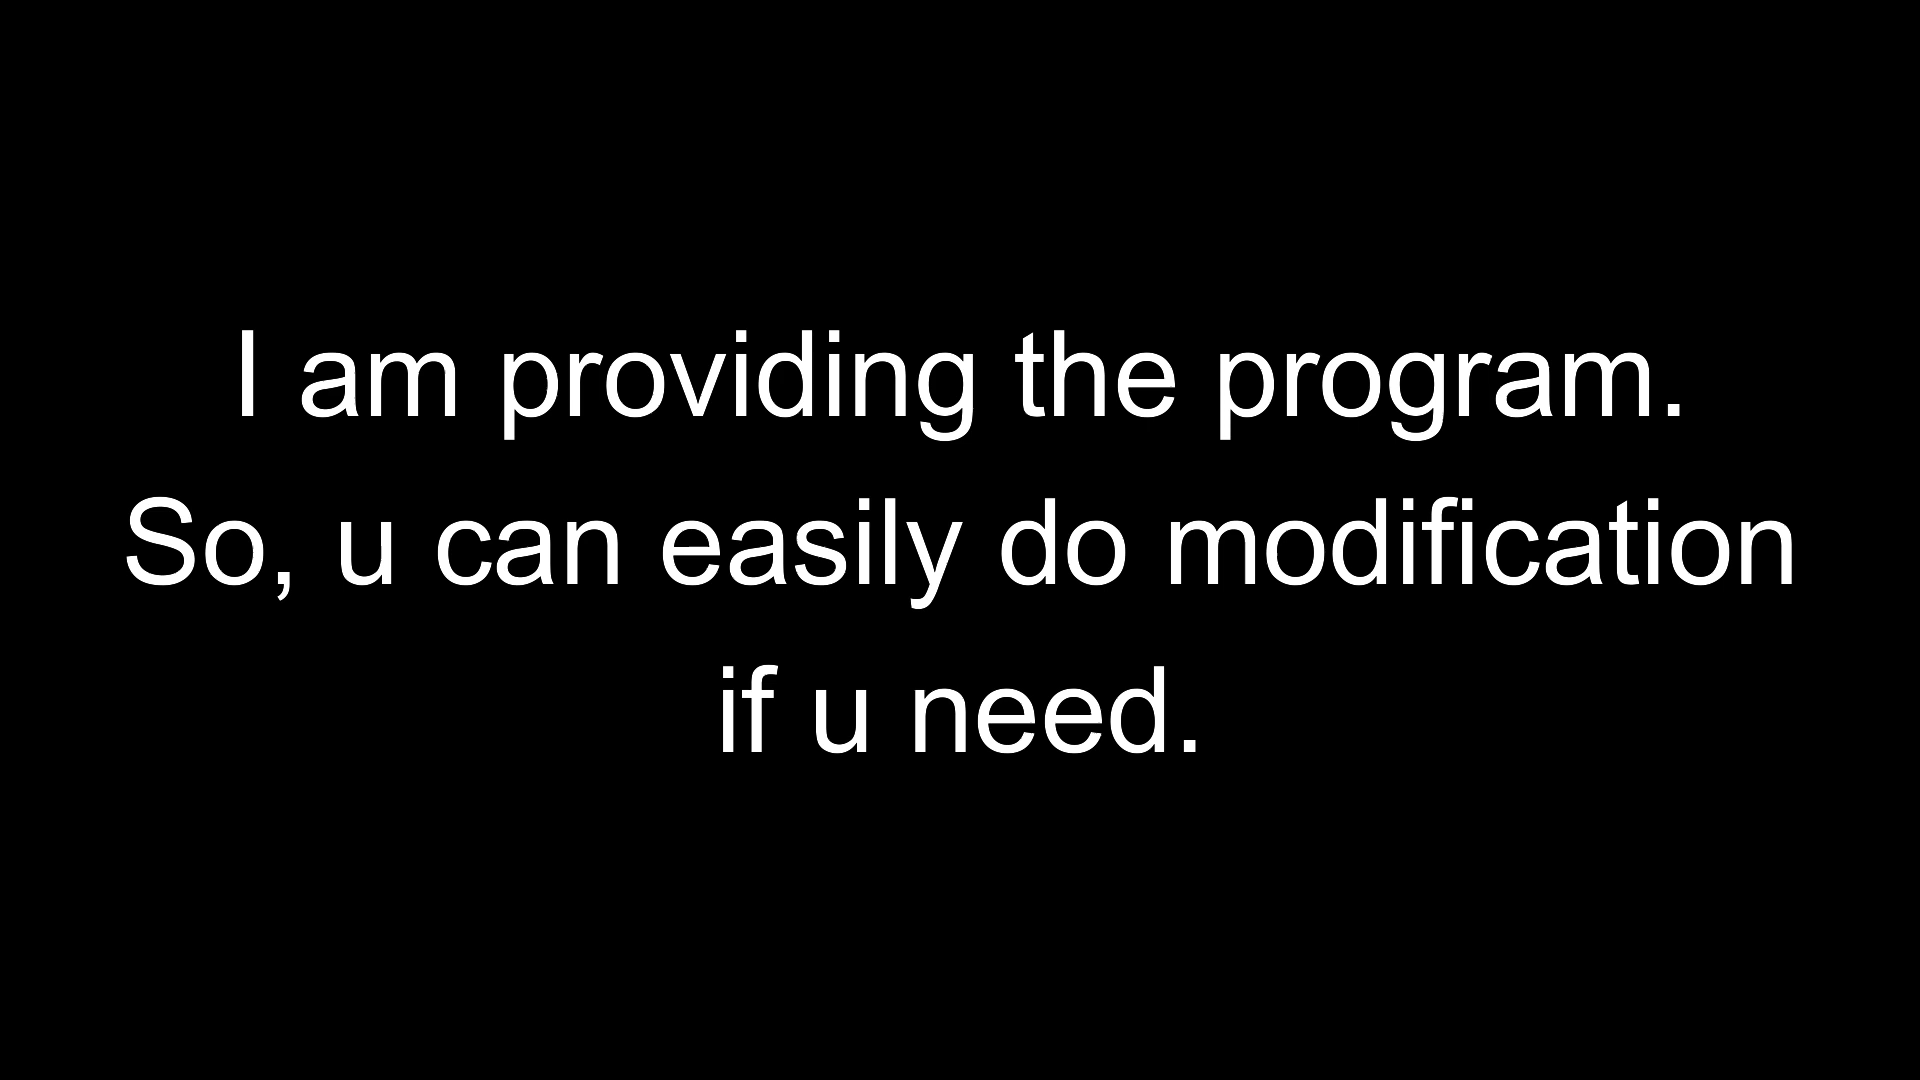 I am providing the program.
So, u can easily do modification
if u need.